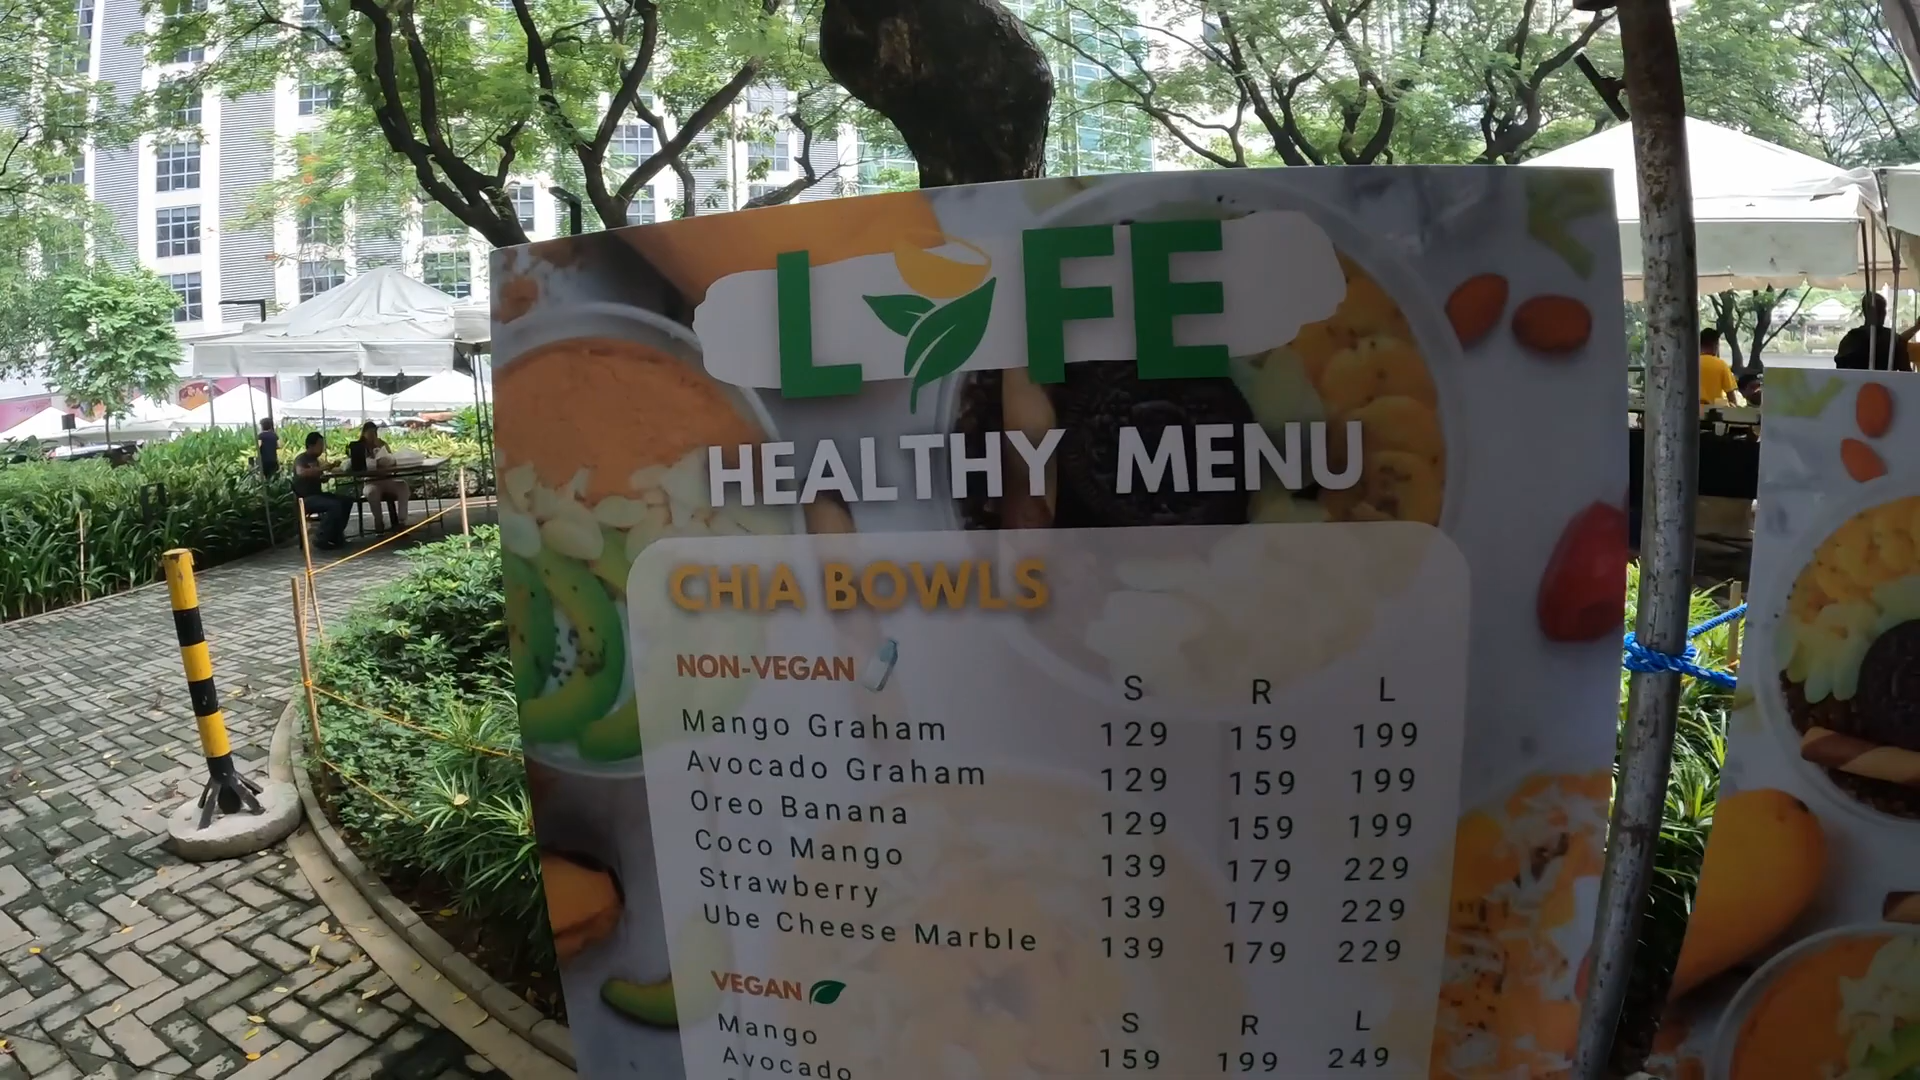 LYFE
HEALTHY MENU
CHIA BOWLS
NON-VEGAN
S R L
Mango Graham 129 159 199
Avocado Graham 129 159 199
Oreo Banana 129 159 199
Coco Mango 139 179 229
Strawberry 139 179 229
Ube Cheese Marble 139 179 229
VEGAN
S R L
Mango 159 199 249
Avocado